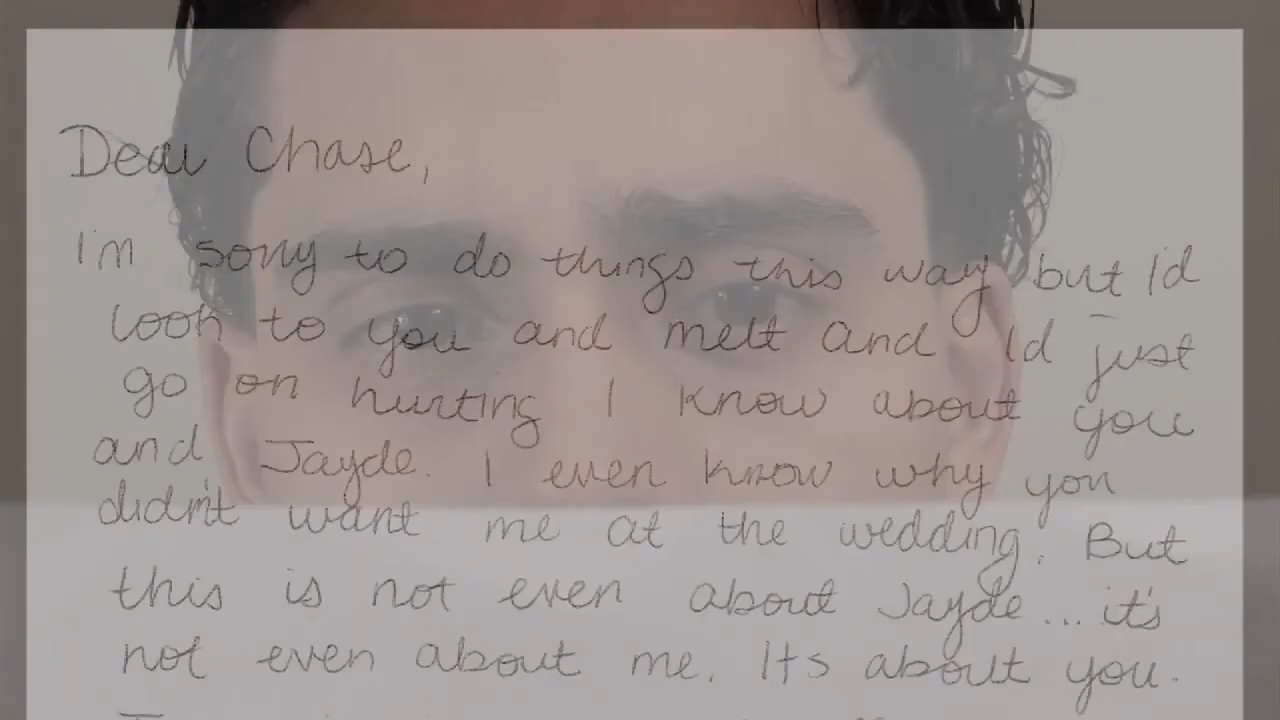 Dear Chase,
I'm sorry to do things this way but I'd
look to you and melt and I'd just
go on hurting I know about you
and Jayde. I even know why you
didn't want me at the wedding. But
this is not even about Jayde... it's
not even about me. Its about you.